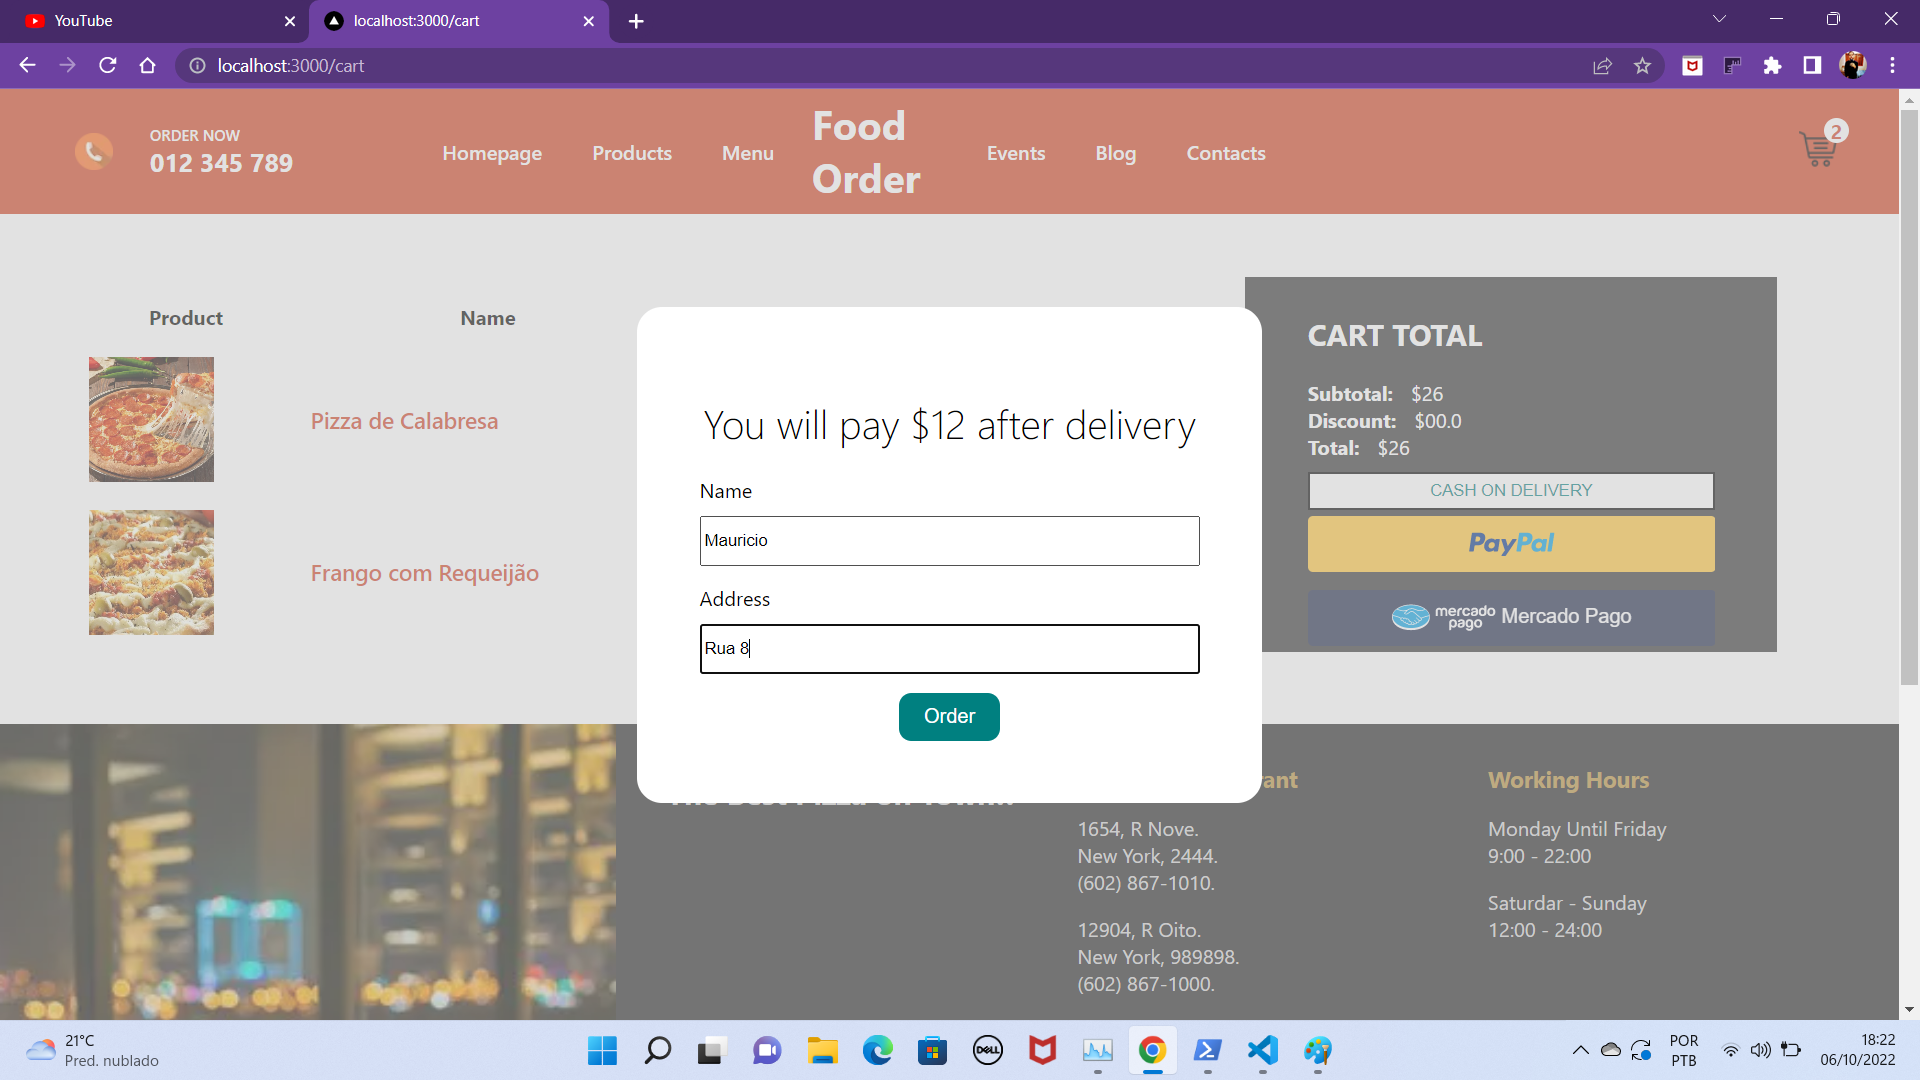 YouTube
localhost:3000/cart
localhost:3000/cart
ORDER NOW
012 345 789
Homepage
Products
Menu
Food
Order
Events
Blog
Contacts
2
Product
Name
Pizza de Calabresa
Frango com Requeijão
You will pay $12 after delivery
Name
Mauricio
Address
Rua 8
Order
CART TOTAL
Subtotal: $26
Discount: $00.0
Total: $26
CASH ON DELIVERY
PayPal
mercado
pago
Mercado Pago
1654, R Nove.
New York, 2444.
(602) 867-1010.
12904, R Oito.
New York, 989898.
(602) 867-1000.
Working Hours
Monday Until Friday
9:00 - 22:00
Saturdar - Sunday
12:00 - 24:00
21°C
Pred. nublado
DELL
POR
PTB
18:22
06/10/2022